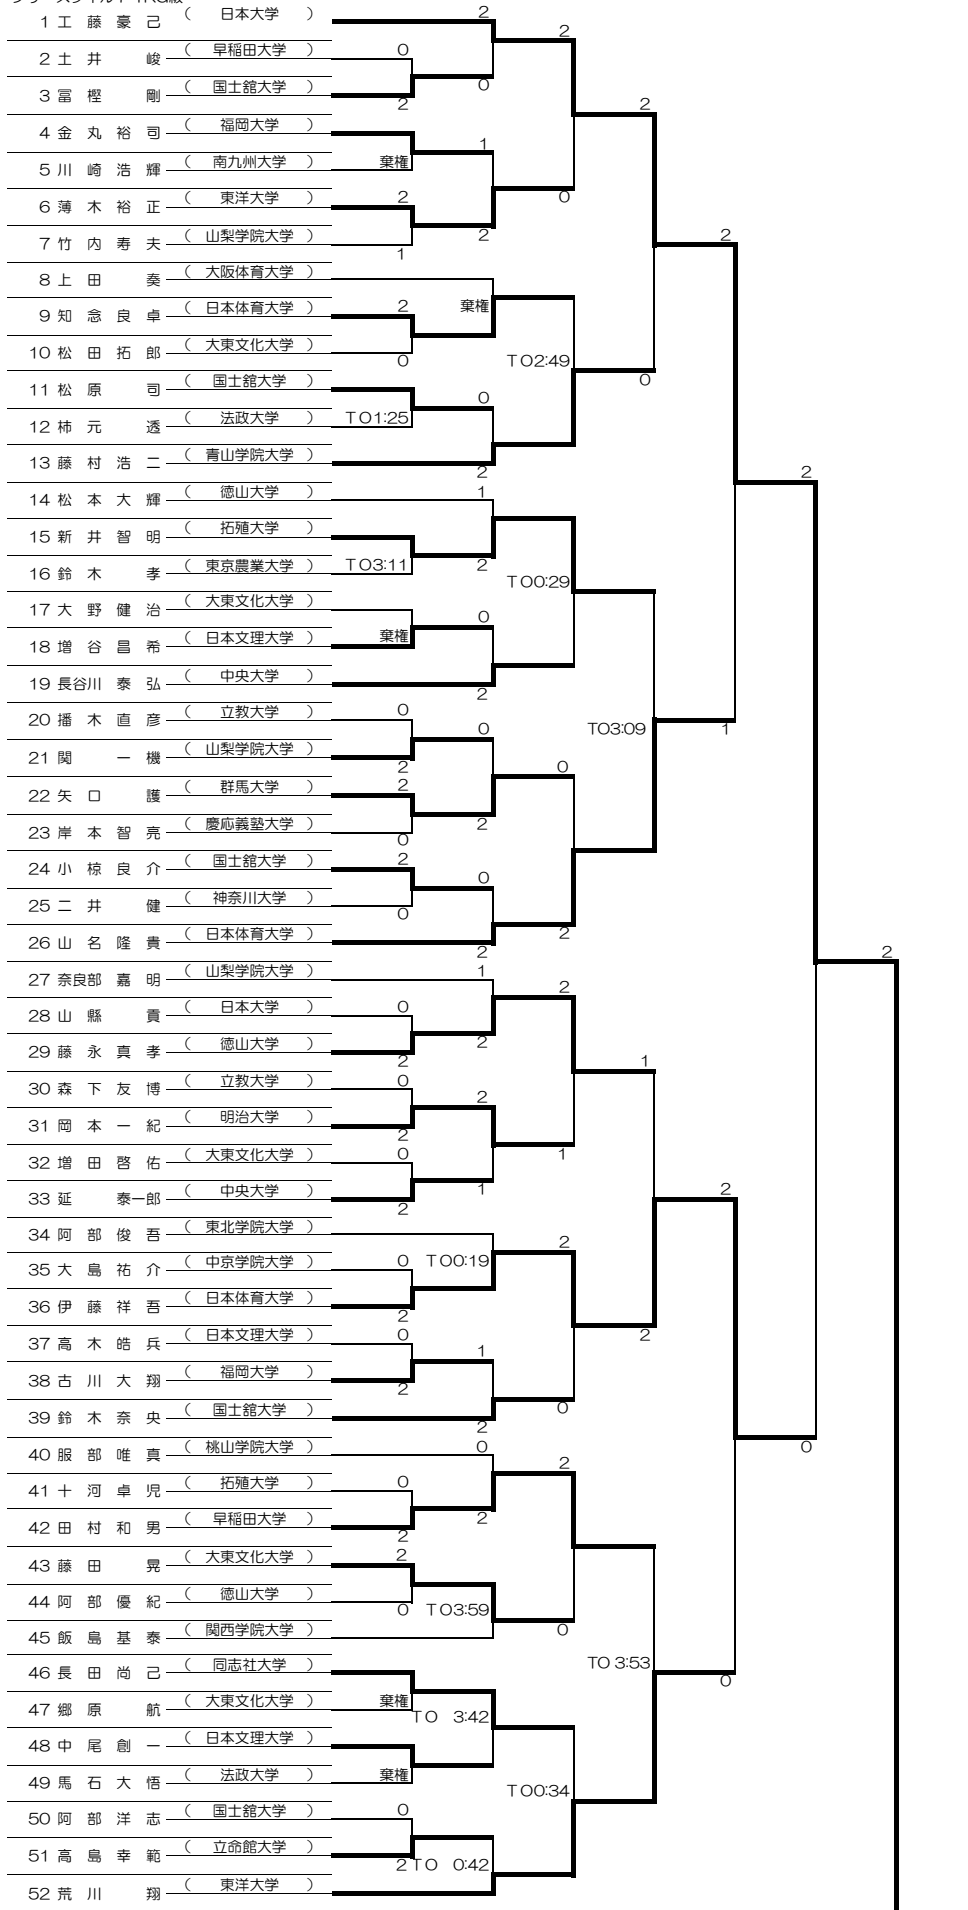 1 工 藤 豪 己 ( 日本大学 ) 2
2
2 土 井 峻 ( 早稲田大学 ) 0
0
3 冨 樫 剛 ( 国士舘大学 ) 2
2
4 金 丸 裕 司 ( 福岡大学 )
1
5 川 崎 浩 輝 ( 南九州大学 ) 棄権
6 薄 木 裕 正 ( 東洋大学 ) 2 0
2 2
7 竹 内 寿 夫 ( 山梨学院大学 ) 1
8 上 田 奏 ( 大阪体育大学 )
9 知 念 良 卓 ( 日本体育大学 ) 2 棄権
10 松 田 拓 郎 ( 大東文化大学 ) 0 TO2:49
11 松 原 司 ( 国士舘大学 ) 0
0
12 柿 元 透 ( 法政大学 ) TO1:25
13 藤 村 浩 二 ( 青山学院大学 ) 2 2
14 松 本 大 輝 ( 徳山大学 ) 1
15 新 井 智 明 ( 拓殖大学 )
16 鈴 木 孝 ( 東京農業大学 ) TO3:11 2 TO0:29
17 大 野 健 治 ( 大東文化大学 )
0
18 増 谷 昌 希 ( 日本文理大学 ) 棄権
19 長谷川 泰 弘 ( 中央大学 ) 2
20 播 木 直 彦 ( 立教大学 ) 0
0 TO3:09 1
21 関 一 機 ( 山梨学院大学 ) 2 0
22 矢 口 護 ( 群馬大学 ) 2
2
23 岸 本 智 亮 ( 慶応義塾大学 ) 0
24 小 椋 良 介 ( 国士舘大学 ) 2
0
25 二 井 健 ( 神奈川大学 ) 0
26 山 名 隆 貴 ( 日本体育大学 ) 2 2
2
27 奈良部 嘉 明 ( 山梨学院大学 ) 1
2
28 山 縣 貢 ( 日本大学 ) 0
2
29 藤 永 真 孝 ( 徳山大学 ) 2
1
30 森 下 友 博 ( 立教大学 ) 0
2
31 岡 本 一 紀 ( 明治大学 ) 2
32 増 田 啓 佑 ( 大東文化大学 ) 0 1
33 延 泰一郎 ( 中央大学 ) 2 1 2
34 阿 部 俊 吾 ( 東北学院大学 )
2
35 大 島 祐 介 ( 中京学院大学 ) 0 TO0:19
36 伊 藤 祥 吾 ( 日本体育大学 ) 2
37 高 木 皓 兵 ( 日本文理大学 ) 0 2
1
38 古 川 大 翔 ( 福岡大学 ) 2
39 鈴 木 奈 央 ( 国士舘大学 ) 2 0
40 服 部 唯 真 ( 桃山学院大学 ) 0 0
2
41 十 河 卓 児 ( 拓殖大学 ) 0
2
42 田 村 和 男 ( 早稲田大学 ) 2
43 藤 田 晃 ( 大東文化大学 ) 2
44 阿 部 優 紀 ( 徳山大学 ) 0 TO3:59
45 飯 島 基 泰 ( 関西学院大学 ) 0
46 長 田 尚 己 ( 同志社大学 ) TO 3:53
0
47 郷 原 航 ( 大東文化大学 ) 棄権
TO 3:42
48 中 尾 創 一 ( 日本文理大学 )
49 馬 石 大 悟 ( 法政大学 ) 棄権 TO0:34
50 阿 部 洋 志 ( 国士舘大学 ) 0
51 高 島 幸 範 ( 立命館大学 ) 2 TO 0:42
52 荒 川 翔 ( 東洋大学 )